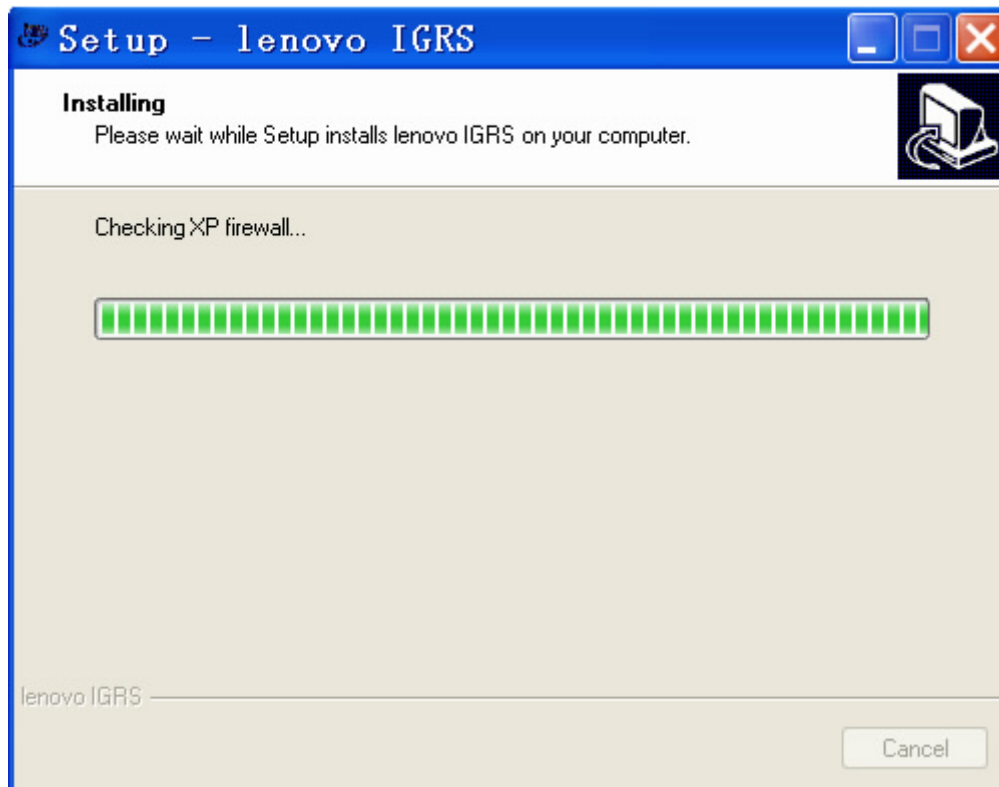 Setup - lenovo IGRS
Installing
Please wait while Setup installs lenovo IGRS on your computer.
Checking XP firewall...
lenovo IGRS
Cancel